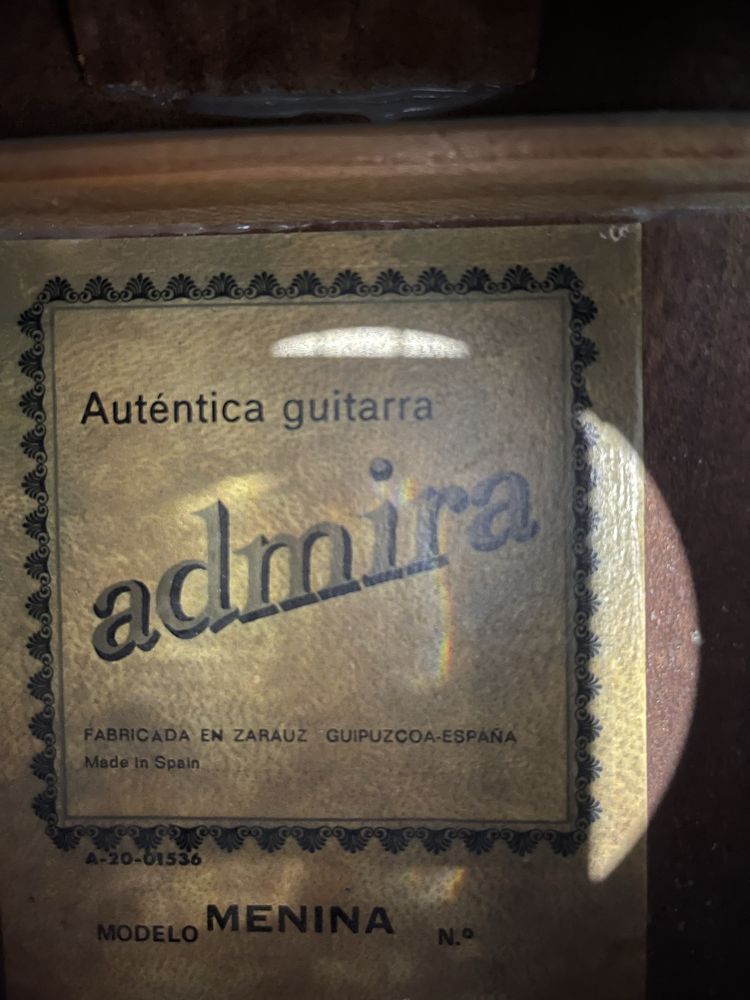 Auténtica guitarra
admira
FABRICADA EN ZARAUZ GUIPUZCOA-ESPAÑA
Made in Spain
A-20-01536
MODELO MENINA N.º